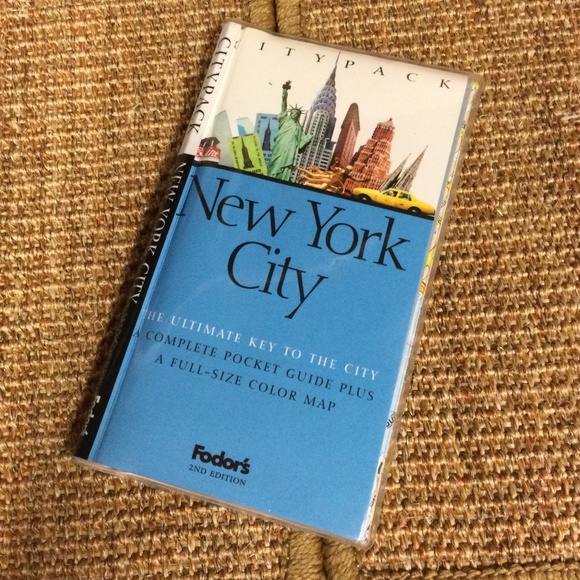 CITYPACK
New York
City
THE ULTIMATE KEY TO THE CITY
A COMPLETE POCKET GUIDE PLUS
A FULL-SIZE COLOR MAP
Fodor's
2ND EDITION
CITYPACK
NEW YORK CITY
Fodor's